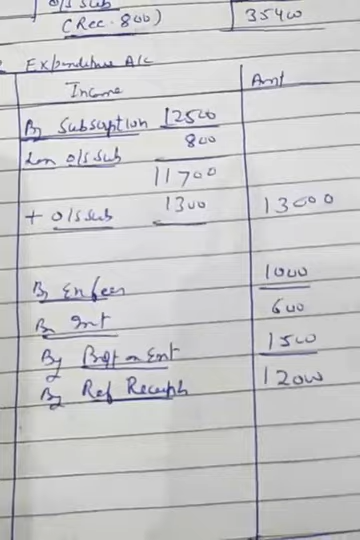 O/s Sub
(Rec. 800) 35400
Expenditure A/c
Income Amt
By Subscription 12500
Less O/s Sub 800
11700
+ O/s Sub 1300 13000
By En fees 1000
By Int 600
By on Ent 1500
By Ref Receipts 12000